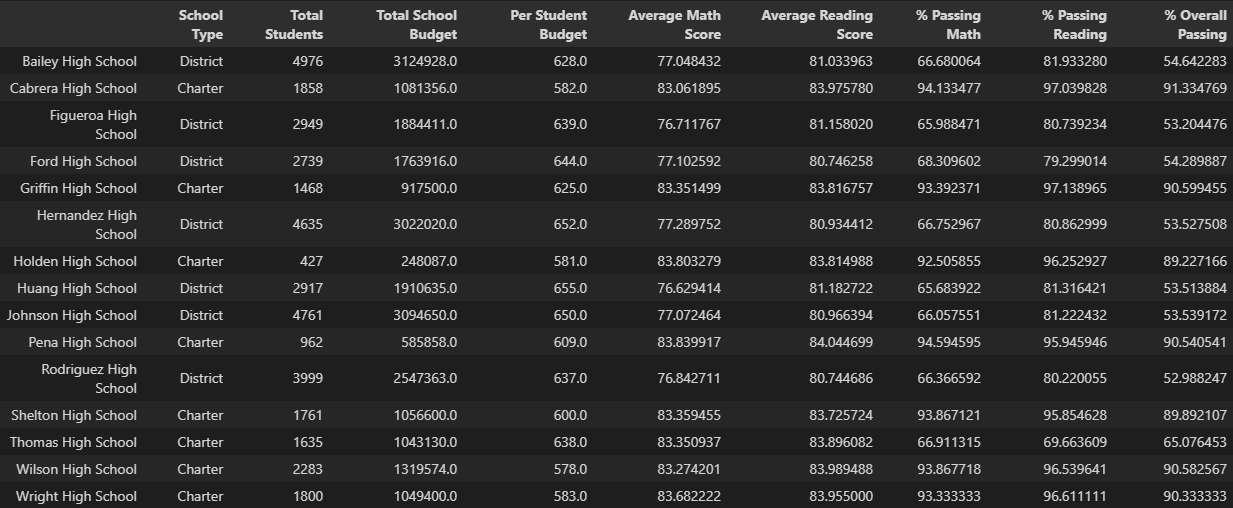 School Type Total Students Total School Budget Per Student Budget Average Math Score Average Reading Score % Passing Math % Passing Reading % Overall Passing
Bailey High School District 4976 3124928.0 628.0 77.048432 81.033963 66.680064 81.933280 54.642283
Cabrera High School Charter 1858 1081356.0 582.0 83.061895 83.975780 94.133477 97.039828 91.334769
Figueroa High School District 2949 1884411.0 639.0 76.711767 81.158020 65.988471 80.739234 53.204476
Ford High School District 2739 1763916.0 644.0 77.102592 80.746258 68.309602 79.299014 54.289887
Griffin High School Charter 1468 917500.0 625.0 83.351499 83.816757 93.392371 97.138965 90.599455
Hernandez High School District 4635 3022020.0 652.0 77.289752 80.934412 66.752967 80.862999 53.527508
Holden High School Charter 427 248087.0 581.0 83.803279 83.814988 92.505855 96.252927 89.227166
Huang High School District 2917 1910635.0 655.0 76.629414 81.182722 65.683922 81.316421 53.513884
Johnson High School District 4761 3094650.0 650.0 77.072464 80.966394 66.057551 81.222432 53.539172
Pena High School Charter 962 585858.0 609.0 83.839917 84.044699 94.594595 95.945946 90.540541
Rodriguez High School District 3999 2547363.0 637.0 76.842711 80.744686 66.366592 80.220055 52.988247
Shelton High School Charter 1761 1056600.0 600.0 83.359455 83.725724 93.867121 95.854628 89.892107
Thomas High School Charter 1635 1043130.0 638.0 83.350937 83.896082 66.911315 69.663609 65.076453
Wilson High School Charter 2283 1319574.0 578.0 83.274201 83.989488 93.867718 96.539641 90.582567
Wright High School Charter 1800 1049400.0 583.0 83.682222 83.955000 93.333333 96.611111 90.333333